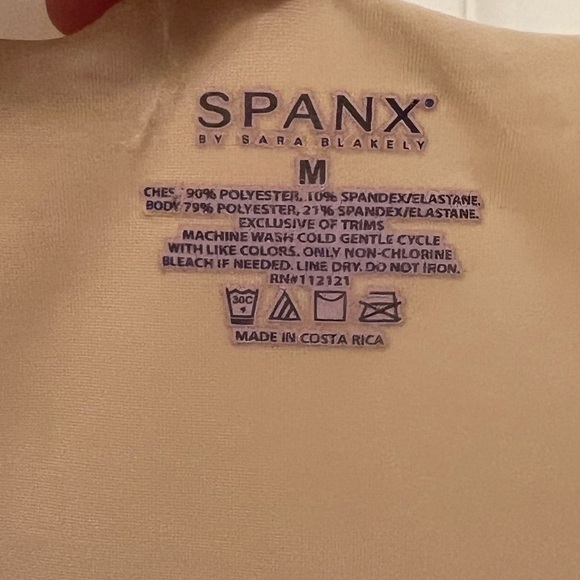 SPANX
BY SARA BLAKELY
M
CHES 90% POLYESTER, 10% SPANDEX/ELASTANE.
BODY 79% POLYESTER, 21% SPANDEX/ELASTANE.
EXCLUSIVE OF TRIMS
MACHINE WASH COLD GENTLE CYCLE
WITH LIKE COLORS. ONLY NON-CHLORINE
BLEACH IF NEEDED. LINE DRY. DO NOT IRON.
RN#112121
30C
MADE IN COSTA RICA